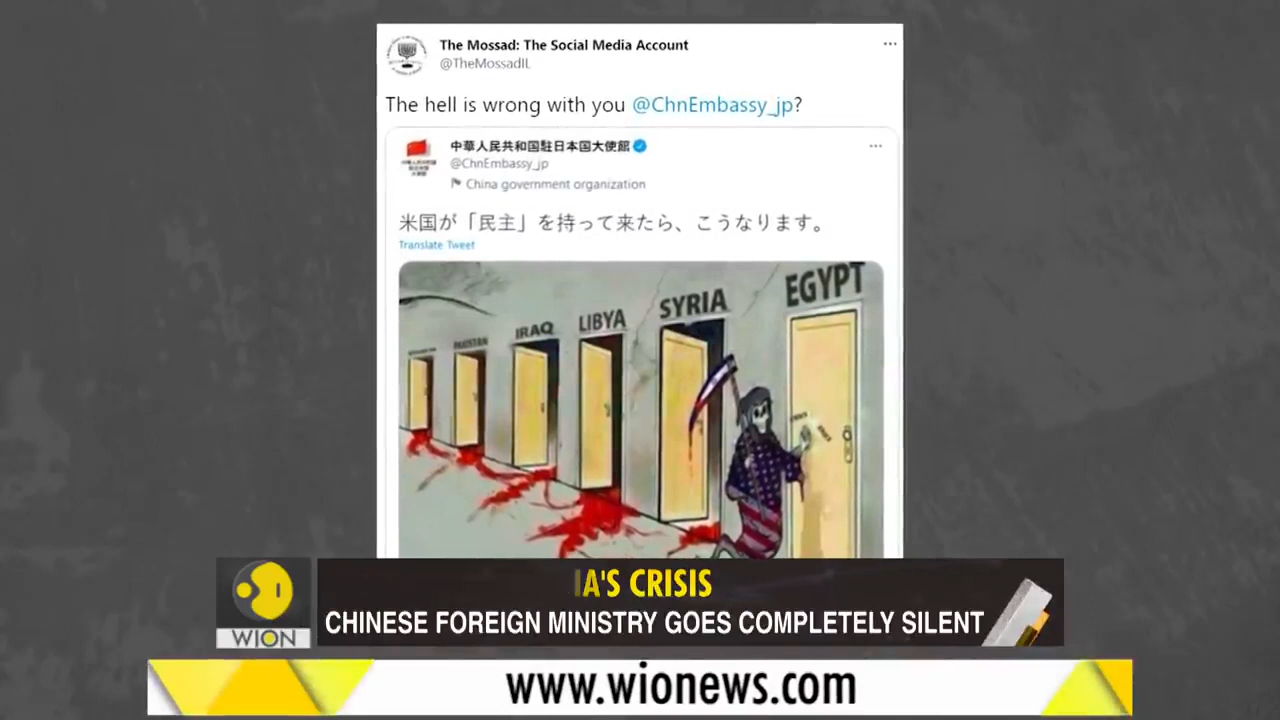 The Mossad: The Social Media Account
@TheMossadIL
The hell is wrong with you @ChnEmbassy_jp?
中華人民共和国駐日本国大使館
@ChnEmbassy_jp
China government organization
米国が「民主」を持って来たら、こうなります。
Translate Tweet
IRAQ
LIBYA
SYRIA
EGYPT
IA'S CRISIS
CHINESE FOREIGN MINISTRY GOES COMPLETELY SILENT
WION
www.wionews.com